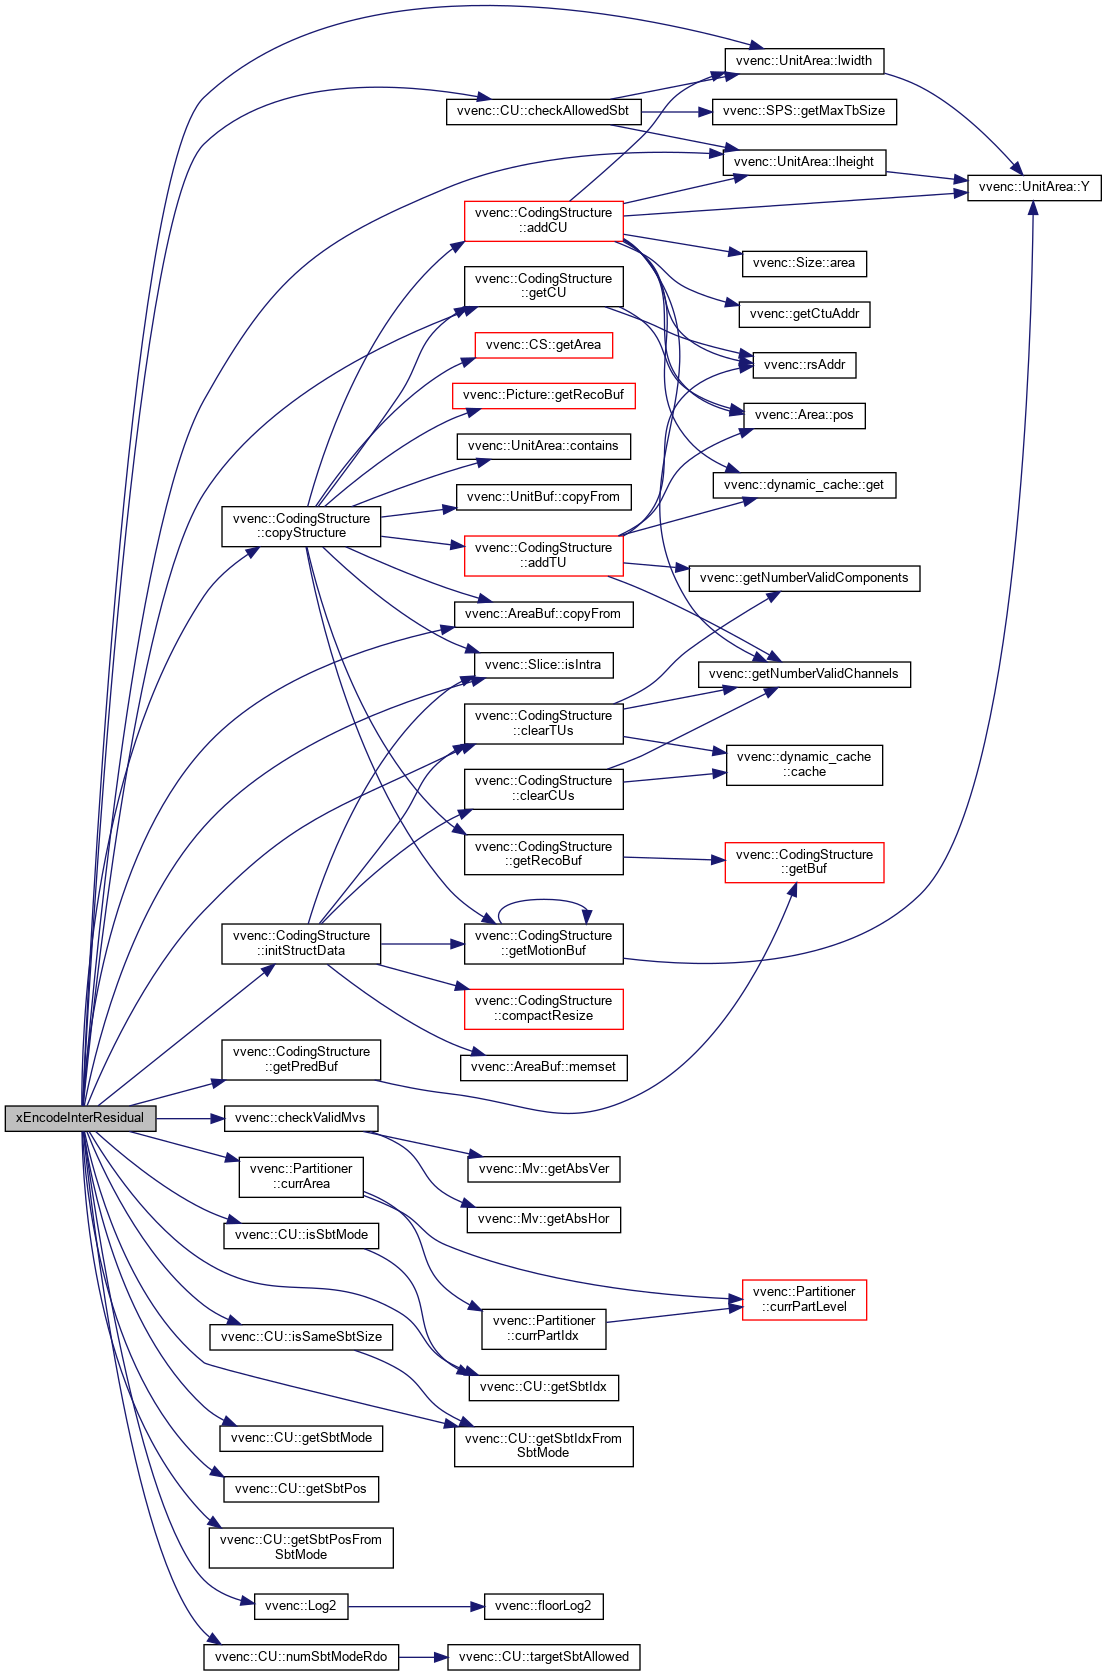 vvenc::UnitArea::lwidth
vvenc::CU::checkAllowedSbt
vvenc::SPS::getMaxTbSize
vvenc::UnitArea::lheight
vvenc::UnitArea::Y
vvenc::CodingStructure
::addCU
vvenc::Size::area
vvenc::CodingStructure
::getCU
vvenc::getCtuAddr
vvenc::CS::getArea
vvenc::rsAddr
vvenc::Picture::getRecoBuf
vvenc::Area::pos
vvenc::UnitArea::contains
vvenc::dynamic_cache::get
vvenc::UnitBuf::copyFrom
vvenc::CodingStructure
::copyStructure
vvenc::CodingStructure
::addTU
vvenc::getNumberValidComponents
vvenc::AreaBuf::copyFrom
vvenc::Slice::isIntra
vvenc::getNumberValidChannels
vvenc::CodingStructure
::clearTUs
vvenc::dynamic_cache
::cache
vvenc::CodingStructure
::clearCUs
vvenc::CodingStructure
::getRecoBuf
vvenc::CodingStructure
::getBuf
vvenc::CodingStructure
::initStructData
vvenc::CodingStructure
::getMotionBuf
vvenc::CodingStructure
::compactResize
vvenc::CodingStructure
::getPredBuf
vvenc::AreaBuf::memset
xEncodeInterResidual
vvenc::checkValidMvs
vvenc::Partitioner
::currArea
vvenc::Mv::getAbsVer
vvenc::Mv::getAbsHor
vvenc::CU::isSbtMode
vvenc::Partitioner
::currPartLevel
vvenc::CU::isSameSbtSize
vvenc::Partitioner
::currPartIdx
vvenc::CU::getSbtIdx
vvenc::CU::getSbtMode
vvenc::CU::getSbtIdxFrom
SbtMode
vvenc::CU::getSbtPos
vvenc::CU::getSbtPosFrom
SbtMode
vvenc::Log2
vvenc::floorLog2
vvenc::CU::numSbtModeRdo
vvenc::CU::targetSbtAllowed